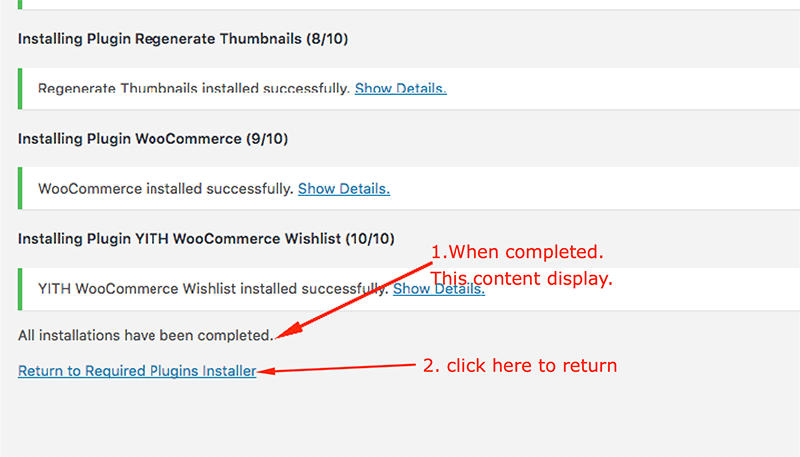 Installing Plugin Regenerate Thumbnails (8/10)
Regenerate Thumbnails installed successfully. Show Details.
Installing Plugin WooCommerce (9/10)
WooCommerce installed successfully. Show Details.
Installing Plugin YITH WooCommerce Wishlist (10/10)
1.When completed.
This content display.
YITH WooCommerce Wishlist installed successfully. Show Details.
All installations have been completed.
Return to Required Plugins Installer
2. click here to return